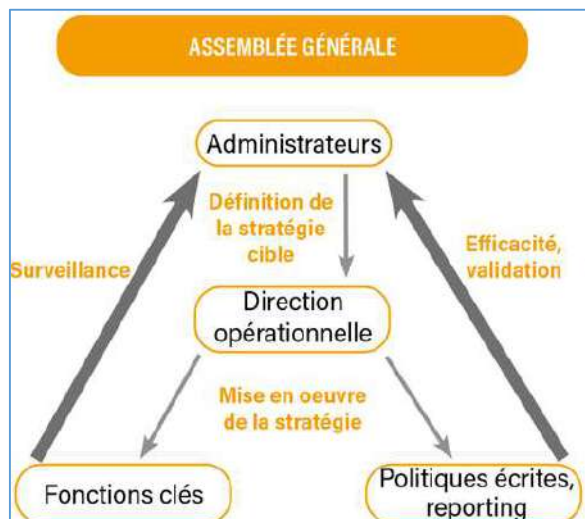 ASSEMBLÉE GÉNÉRALE
Administrateurs
Définition de
la stratégie
cible
Surveillance
Efficacité,
validation
Direction
opérationnelle
Mise en oeuvre
de la stratégie
Fonctions clés
Politiques écrites,
reporting